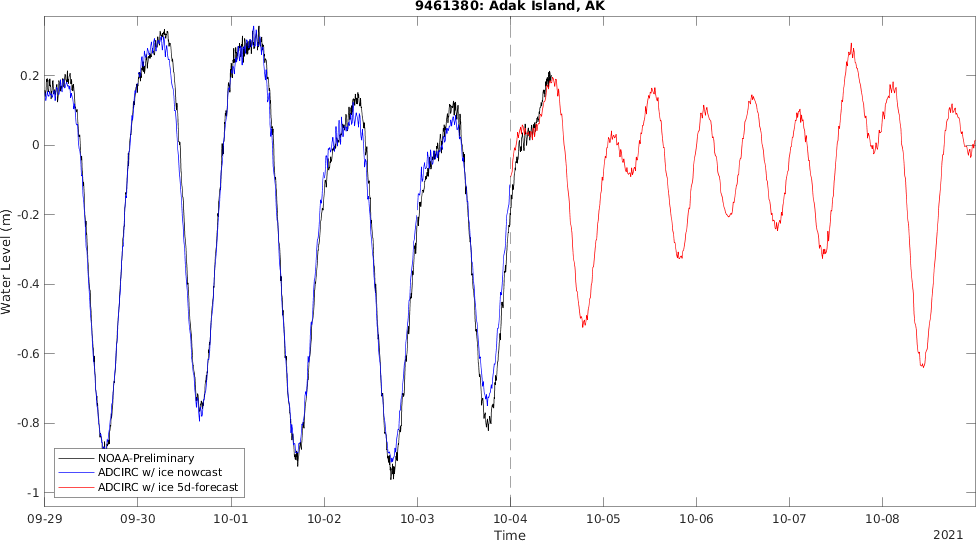 9461380: Adak Island, AK
Water Level (m)
0.2
0
-0.2
-0.4
-0.6
-0.8
-1
NOAA-Preliminary
ADCIRC w/ ice nowcast
ADCIRC w/ ice 5d-forecast
09-29 09-30 10-01 10-02 10-03 10-04 10-05 10-06 10-07 10-08
Time
2021